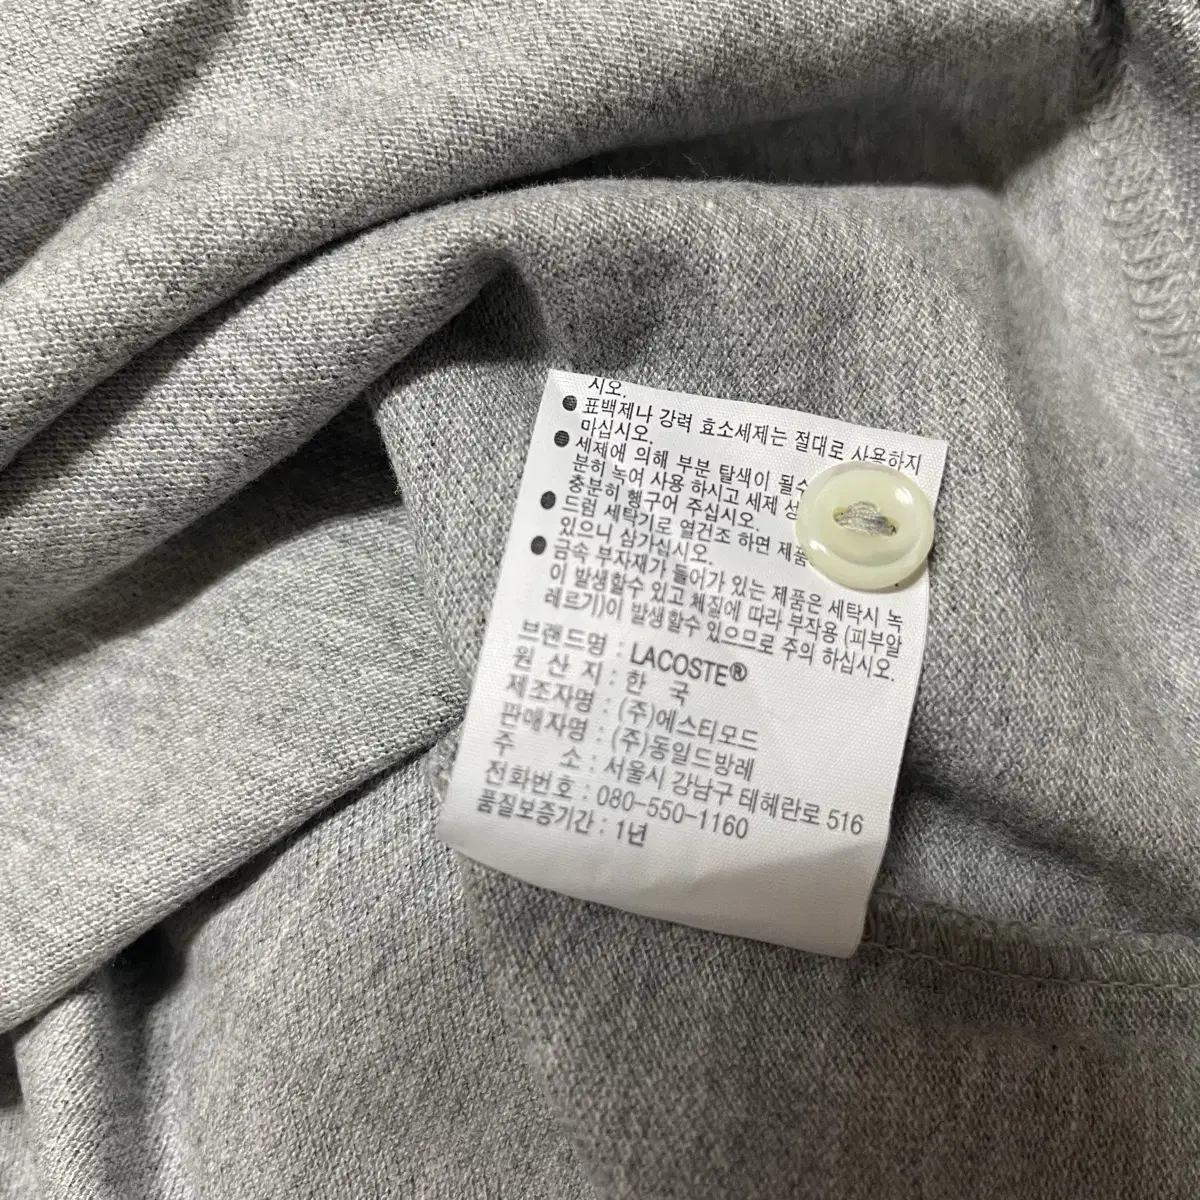 시오.
● 표백제나 강력 효소세제는 절대로 사용하지
마십시오.
● 세제에 의해 부분 탈색이 될수
분히 녹여 사용 하시고 세제 성
충분히 헹구어 주십시오.
● 드럼 세탁기로 열건조 하면 제품
있으니 삼가십시오.
● 금속 부자재가 들어가 있는 제품은 세탁시 녹
이 발생할수 있고 체질에 따라 부작용 (피부알
레르기)이 발생할수 있으므로 주의 하십시오.
브랜드명 : LACOSTE®
원 산 지 : 한 국
제조자명 : (주)에스티모드
판매자명 : (주)동일드방레
주 소 : 서울시 강남구 테헤란로 516
전화번호 : 080-550-1160
품질보증기간 : 1년